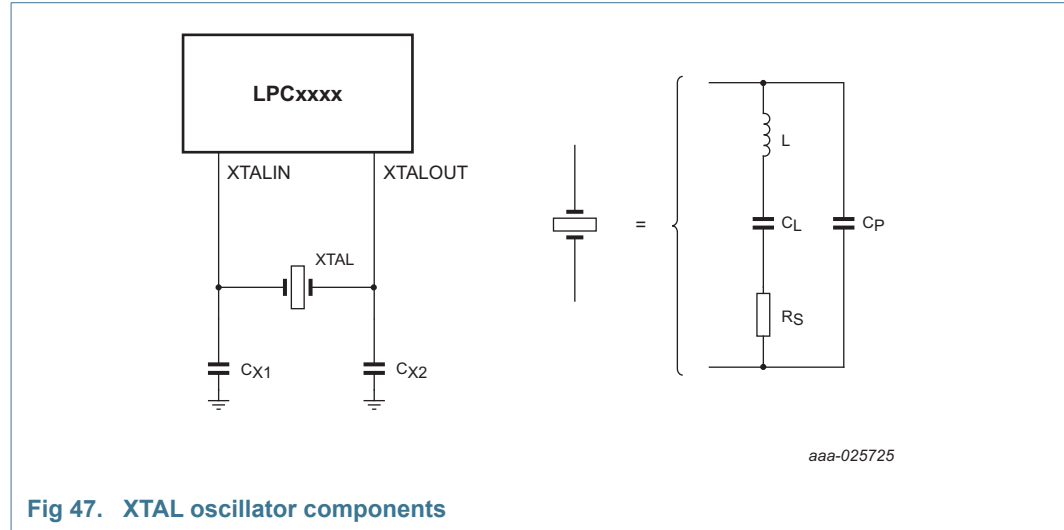 LPCxxxx
XTALIN
XTALOUT
XTAL
CX1
CX2
=
L
CL
CP
RS
aaa-025725
Fig 47. XTAL oscillator components